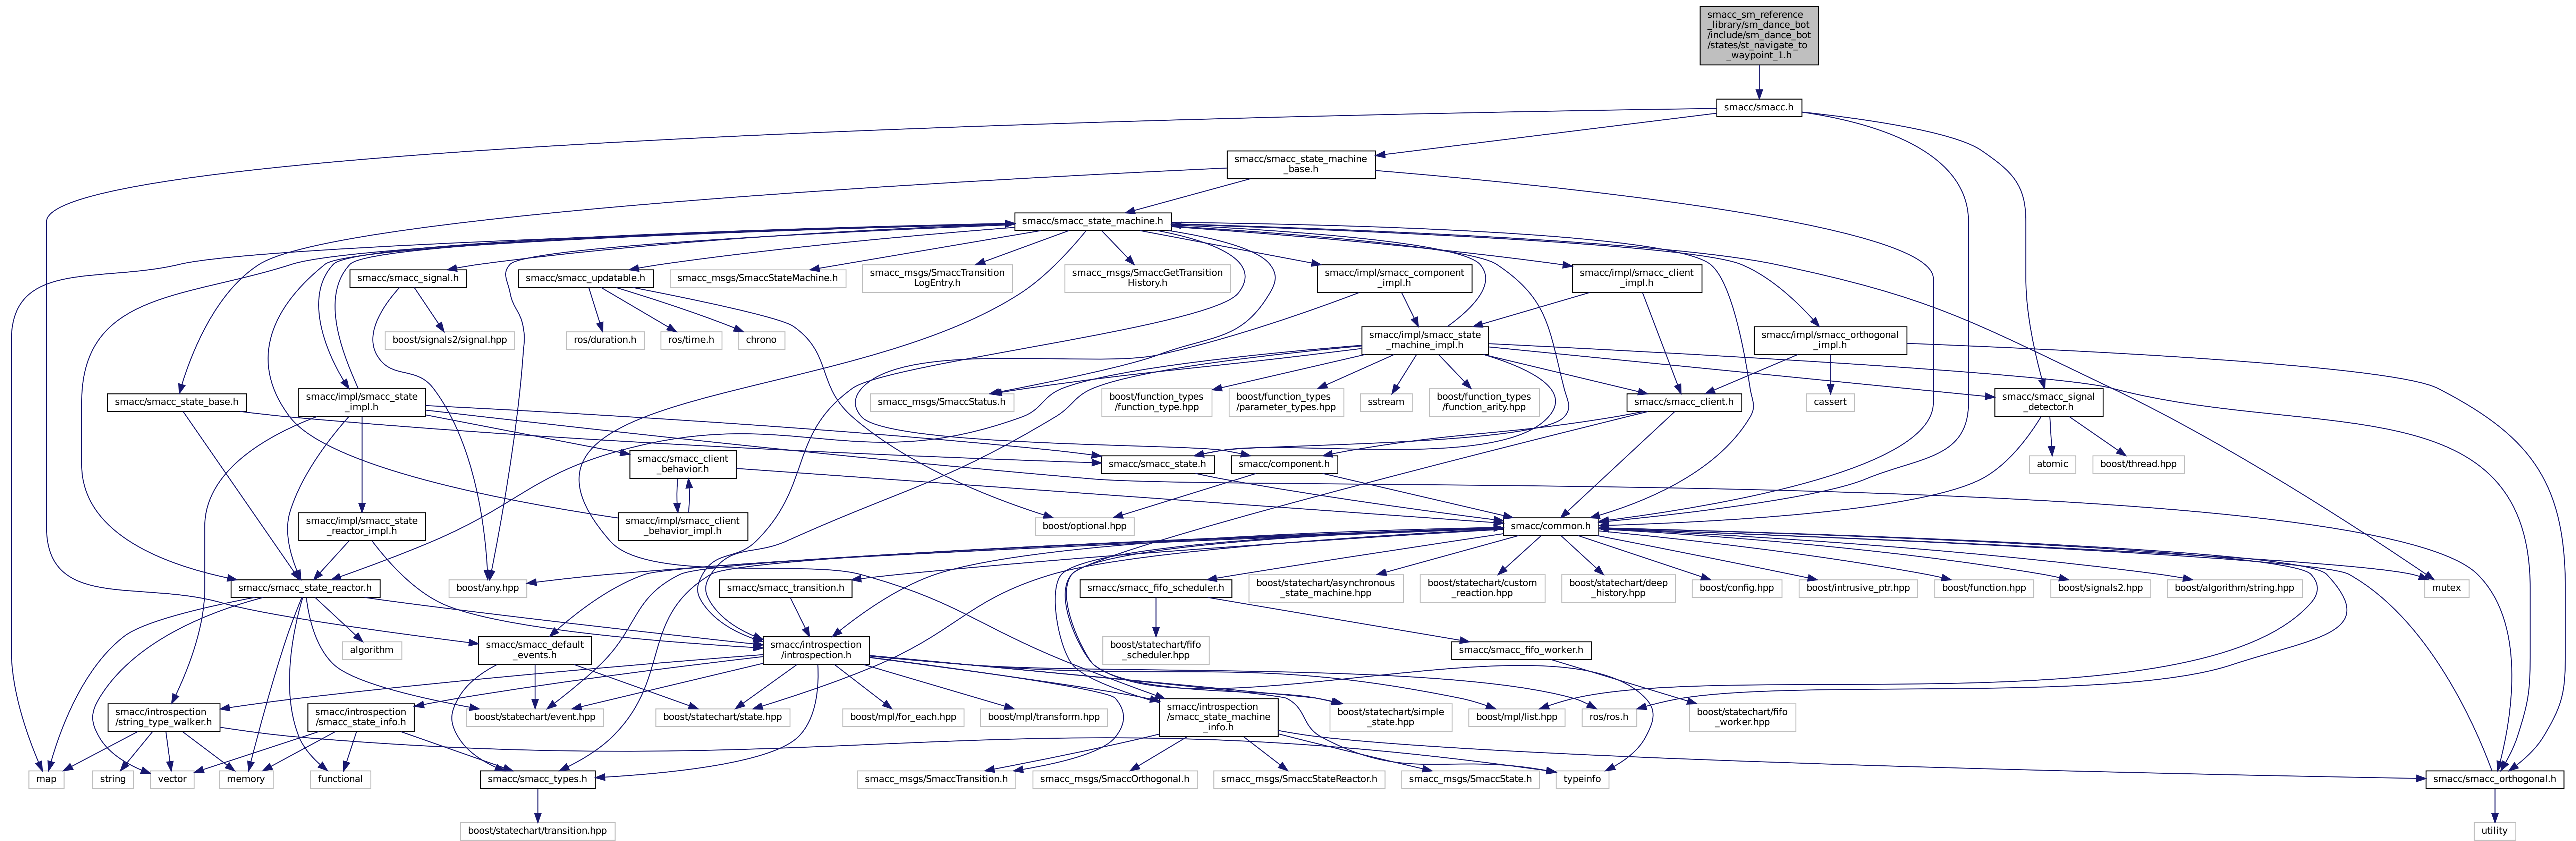 smacc_sm_reference
_library/sm_dance_bot
/include/sm_dance_bot
/states/st_navigate_to
_waypoint_1.h
smacc/smacc.h
smacc/smacc_state_machine
_base.h
smacc/smacc_state_machine.h
smacc/smacc_signal.h
smacc/smacc_updatable.h
smacc_msgs/SmaccStateMachine.h
smacc_msgs/SmaccTransition
LogEntry.h
smacc_msgs/SmaccGetTransition
History.h
smacc/impl/smacc_component
_impl.h
smacc/impl/smacc_client
_impl.h
boost/signals2/signal.hpp
ros/duration.h
ros/time.h
chrono
smacc/impl/smacc_state
_machine_impl.h
smacc/impl/smacc_orthogonal
_impl.h
smacc/smacc_state_base.h
smacc/impl/smacc_state
_impl.h
smacc_msgs/SmaccStatus.h
boost/function_types
/function_type.hpp
boost/function_types
/parameter_types.hpp
sstream
boost/function_types
/function_arity.hpp
smacc/smacc_client.h
cassert
smacc/smacc_signal
_detector.h
smacc/smacc_client
_behavior.h
smacc/smacc_state.h
smacc/component.h
atomic
boost/thread.hpp
smacc/impl/smacc_state
_reactor_impl.h
smacc/impl/smacc_client
_behavior_impl.h
boost/optional.hpp
smacc/common.h
smacc/smacc_state_reactor.h
boost/any.hpp
smacc/smacc_transition.h
smacc/smacc_fifo_scheduler.h
boost/statechart/asynchronous
_state_machine.hpp
boost/statechart/custom
_reaction.hpp
boost/statechart/deep
_history.hpp
boost/config.hpp
boost/intrusive_ptr.hpp
boost/function.hpp
boost/signals2.hpp
boost/algorithm/string.hpp
mutex
algorithm
smacc/smacc_default
_events.h
smacc/introspection
/introspection.h
boost/statechart/fifo
_scheduler.hpp
smacc/smacc_fifo_worker.h
smacc/introspection
/string_type_walker.h
smacc/introspection
/smacc_state_info.h
boost/statechart/event.hpp
boost/statechart/state.hpp
boost/mpl/for_each.hpp
boost/mpl/transform.hpp
smacc/introspection
/smacc_state_machine
_info.h
boost/statechart/simple
_state.hpp
boost/mpl/list.hpp
ros/ros.h
boost/statechart/fifo
_worker.hpp
map
string
vector
memory
functional
smacc/smacc_types.h
smacc_msgs/SmaccTransition.h
smacc_msgs/SmaccOrthogonal.h
smacc_msgs/SmaccStateReactor.h
smacc_msgs/SmaccState.h
typeinfo
smacc/smacc_orthogonal.h
boost/statechart/transition.hpp
utility